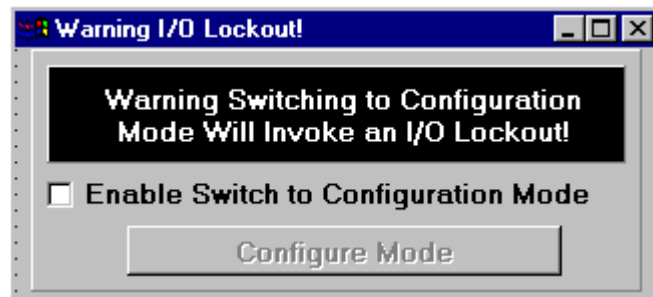 Warning I/O Lockout!
Warning Switching to Configuration
Mode Will Invoke an I/O Lockout!
Enable Switch to Configuration Mode
Configure Mode